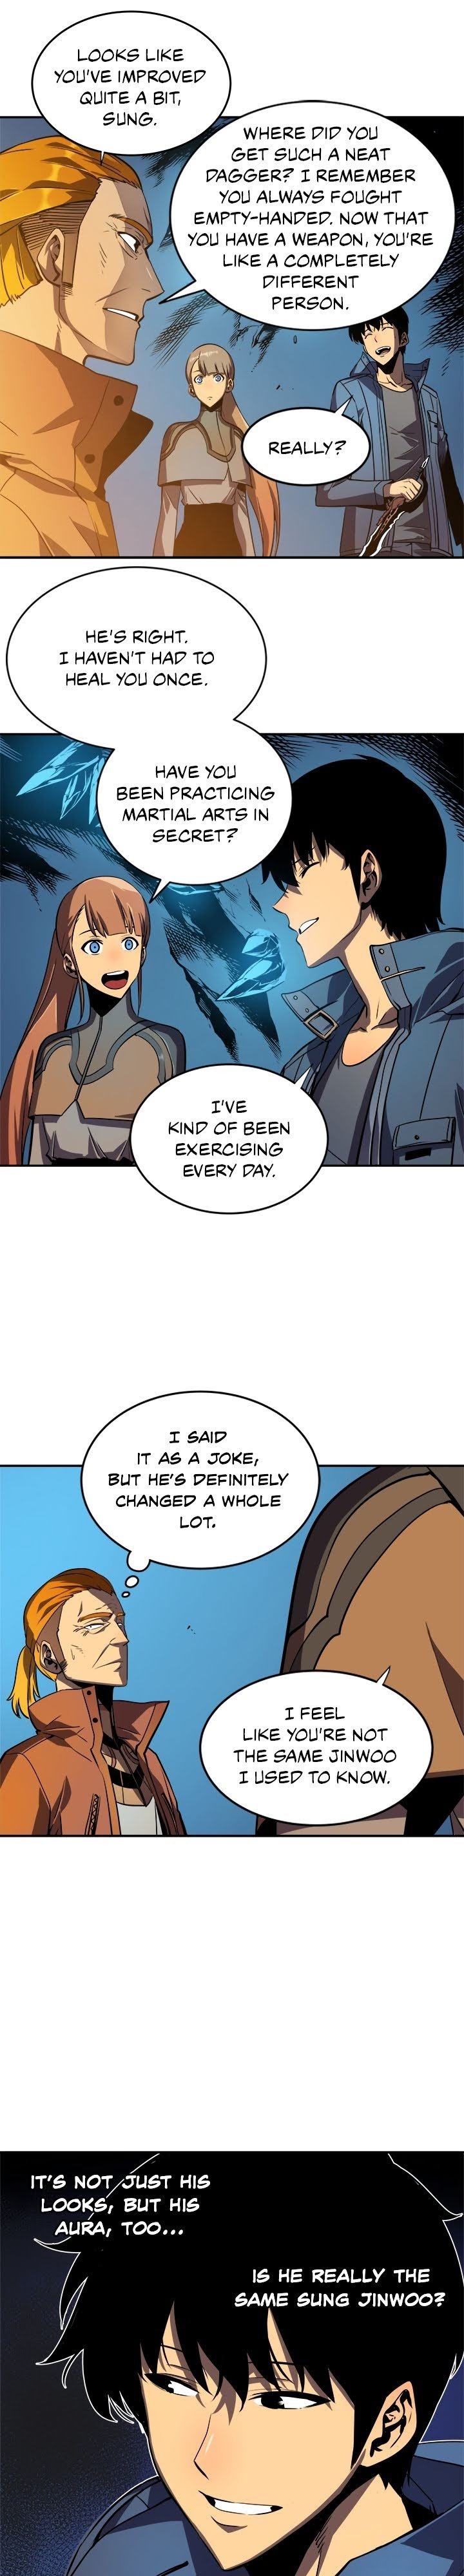 LOOKS LIKE
YOU'VE IMPROVED
QUITE A BIT,
SUNG.
WHERE DID YOU
GET SUCH A NEAT
DAGGER? I REMEMBER
YOU ALWAYS FOUGHT
EMPTY-HANDED. NOW THAT
YOU HAVE A WEAPON, YOU'RE
LIKE A COMPLETELY
DIFFERENT
PERSON.
REALLY?
HE'S RIGHT.
I HAVEN'T HAD TO
HEAL YOU ONCE.
HAVE YOU
BEEN PRACTICING
MARTIAL ARTS IN
SECRET?
I'VE
KIND OF BEEN
EXERCISING
EVERY DAY.
I SAID
IT AS A JOKE,
BUT HE'S DEFINITELY
CHANGED A WHOLE
LOT.
I FEEL
LIKE YOU'RE NOT
THE SAME JINWOO
I USED TO KNOW.
IT'S NOT JUST HIS
LOOKS, BUT HIS
AURA, TOO...
IS HE REALLY THE
SAME SUNG JINWOO?